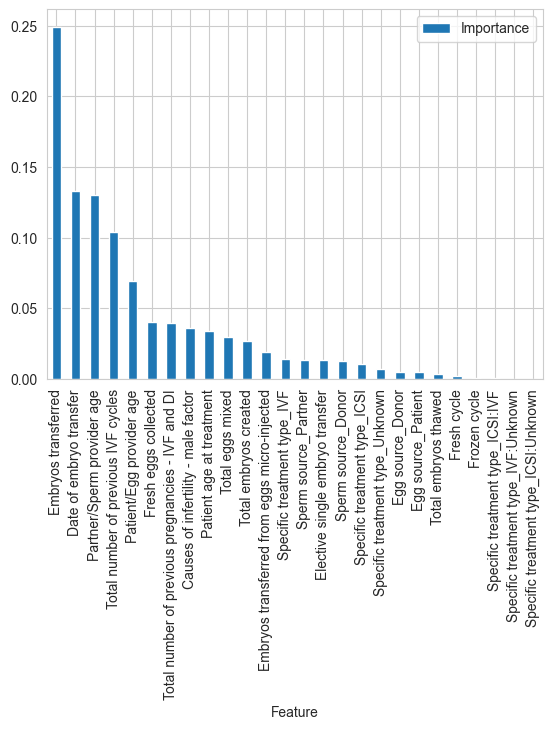 Importance
0.25
0.20
0.15
0.10
0.05
0.00
Embryos transferred
Date of embryo transfer
Partner/Sperm provider age
Total number of previous IVF cycles
Patient/Egg provider age
Fresh eggs collected
Total number of previous pregnancies - IVF and DI
Causes of infertility - male factor
Patient age at treatment
Total eggs mixed
Total embryos created
Embryos transferred from eggs micro-injected
Specific treatment type_IVF
Sperm source_Partner
Elective single embryo transfer
Sperm source_Donor
Specific treatment type_ICSI
Specific treatment type_Unknown
Egg source_Donor
Egg source_Patient
Total embryos thawed
Fresh cycle
Frozen cycle
Specific treatment type_ICSI:IVF
Specific treatment type_IVF:Unknown
Specific treatment type_ICSI:Unknown
Feature